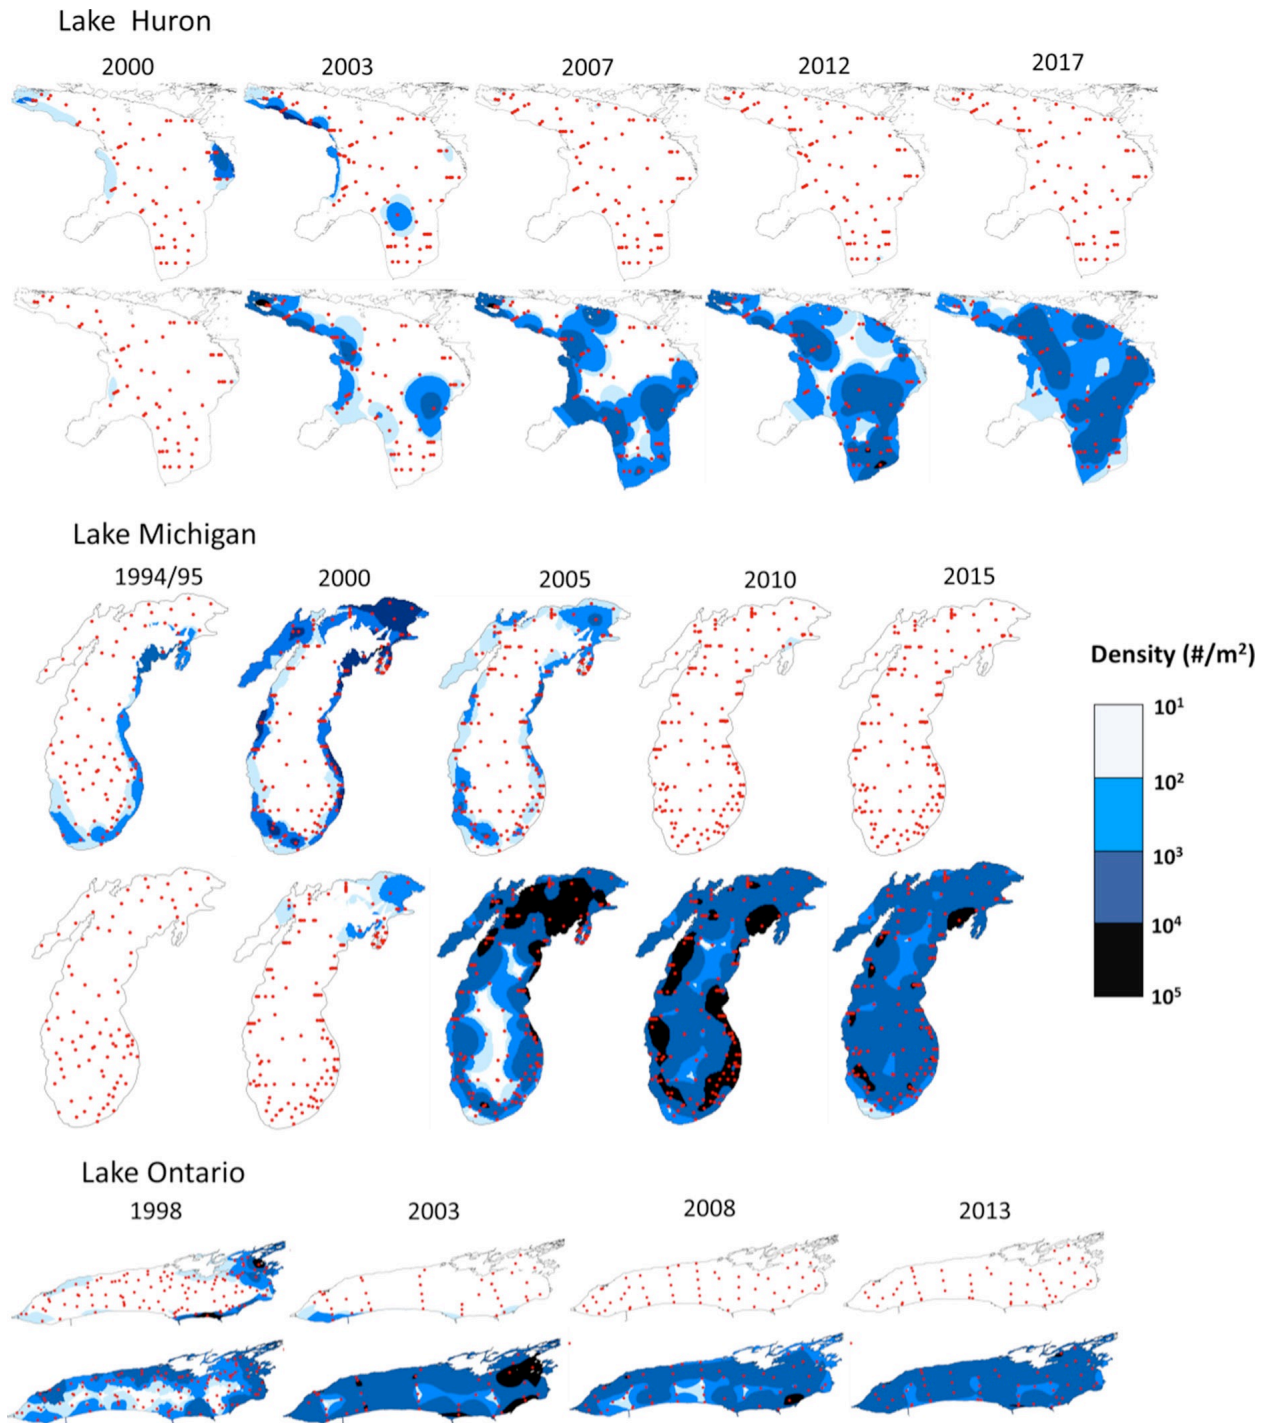 Lake Huron
2000 2003 2007 2012 2017
Lake Michigan
1994/95 2000 2005 2010 2015
Density (#/m²)
10¹
10²
10³
10⁴
10⁵
Lake Ontario
1998 2003 2008 2013